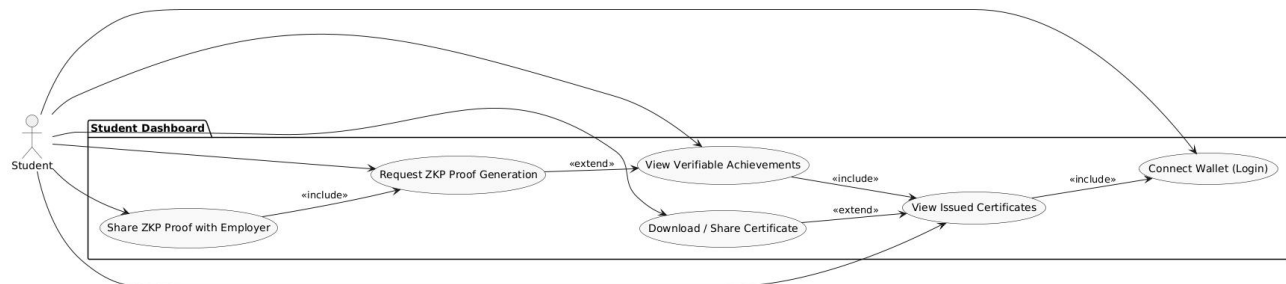 Student Dashboard
Student
«extend»
View Verifiable Achievements
Connect Wallet (Login)
Request ZKP Proof Generation
«include»
«include»
«include»
«extend»
View Issued Certificates
Share ZKP Proof with Employer
Download / Share Certificate